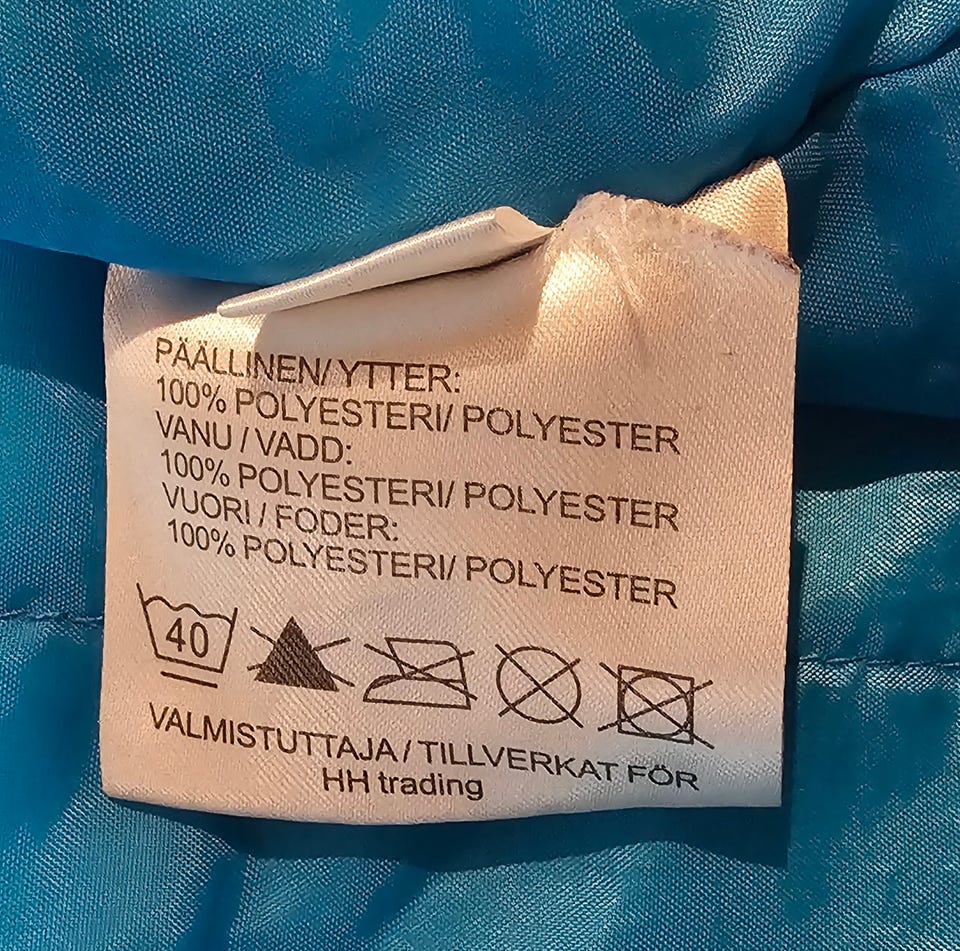 PÄÄLLINEN/ YTTER:
100% POLYESTERI/ POLYESTER
VANU / VADD:
100% POLYESTERI/ POLYESTER
VUORI / FODER:
100% POLYESTERI/ POLYESTER
40
VALMISTUTTAJA / TILLVERKAT FÖR
HH trading